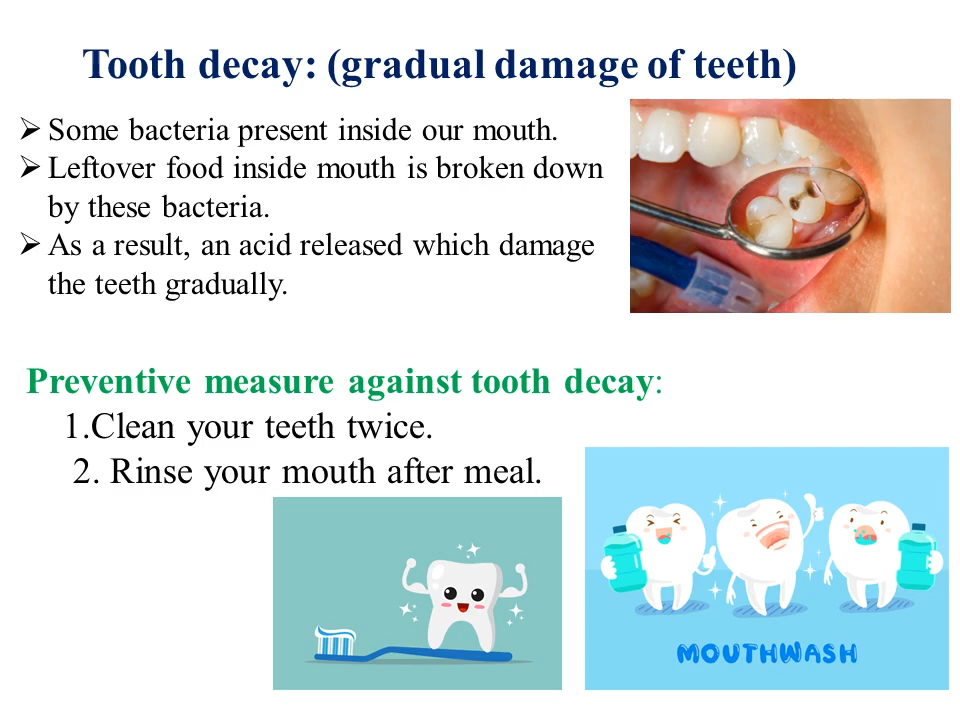 Tooth decay: (gradual damage of teeth)
➢ Some bacteria present inside our mouth.
➢ Leftover food inside mouth is broken down
by these bacteria.
➢ As a result, an acid released which damage
the teeth gradually.
Preventive measure against tooth decay:
1.Clean your teeth twice.
2. Rinse your mouth after meal.
MOUTHWASH